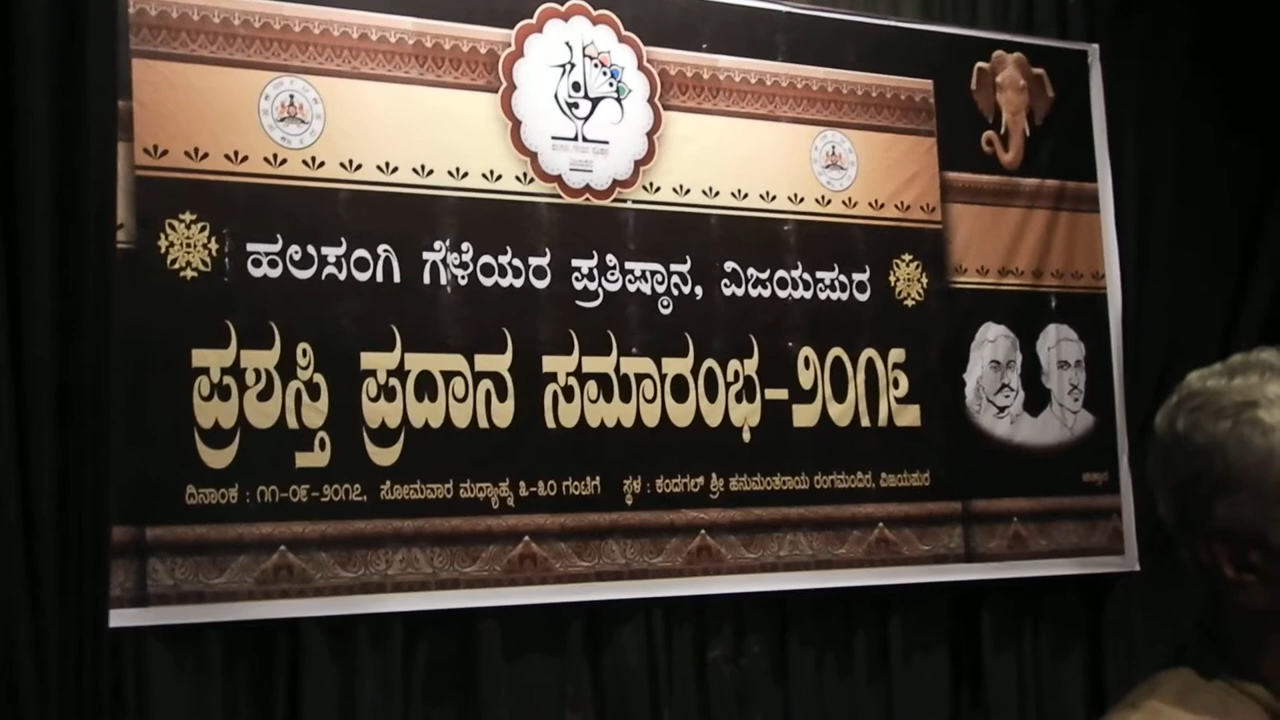 ಹಲಸಂಗಿ ಗೆಳೆಯರ ಪ್ರತಿಷ್ಠಾನ, ವಿಜಯಪುರ
ಪ್ರಶಸ್ತಿ ಪ್ರದಾನ ಸಮಾರಂಭ-೨೦೧೬
ದಿನಾಂಕ : ೧೧-೦೯-೨೦೧೭, ಸೋಮವಾರ ಮಧ್ಯಾಹ್ನ ೩-೩೦ ಗಂಟೆಗೆ ಸ್ಥಳ : ಕಂದಗಲ್ ಶ್ರೀ ಹನುಮಂತರಾಯ ರಂಗಮಂದಿರ, ವಿಜಯಪುರ